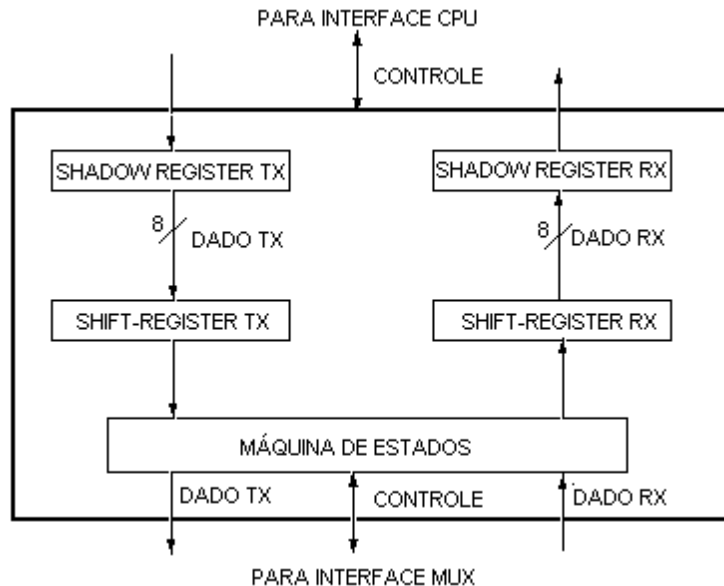 PARA INTERFACE CPU
CONTROLE
SHADOW REGISTER TX
SHADOW REGISTER RX
8
DADO TX
8
DADO RX
SHIFT-REGISTER TX
SHIFT-REGISTER RX
MÁQUINA DE ESTADOS
DADO TX
CONTROLE
DADO RX
PARA INTERFACE MUX